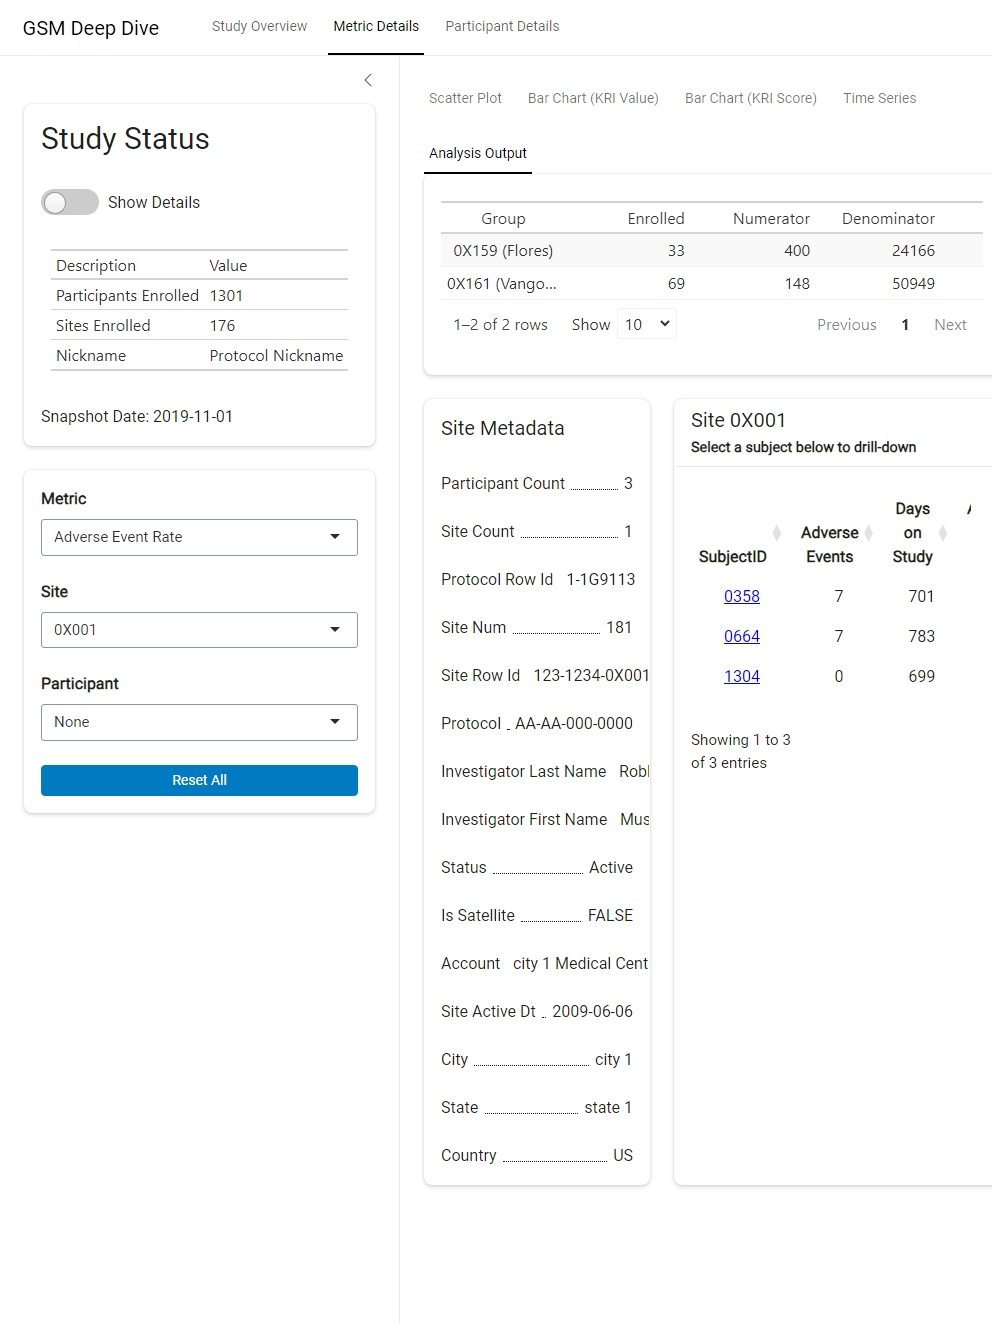 GSM Deep Dive
Study Overview
Metric Details
Participant Details
Study Status
Show Details
Description Value
Participants Enrolled 1301
Sites Enrolled 176
Nickname Protocol Nickname
Snapshot Date: 2019-11-01
Metric
Adverse Event Rate
Site
0X001
Participant
None
Reset All
Scatter Plot
Bar Chart (KRI Value)
Bar Chart (KRI Score)
Time Series
Analysis Output
Group Enrolled Numerator Denominator
0X159 (Flores) 33 400 24166
0X161 (Vango... 69 148 50949
1–2 of 2 rows Show 10 Previous 1 Next
Site Metadata
Participant Count 3
Site Count 1
Protocol Row Id 1-1G9113
Site Num 181
Site Row Id 123-1234-0X001
Protocol AA-AA-000-0000
Investigator Last Name
Investigator First Name
Status Active
Is Satellite FALSE
Account city 1 Medical Cent
Site Active Dt 2009-06-06
City city 1
State state 1
Country US
Site 0X001
Select a subject below to drill-down
SubjectID
Adverse
Events
Days
on
Study
0358 7 701
0664 7 783
1304 0 699
Showing 1 to 3
of 3 entries